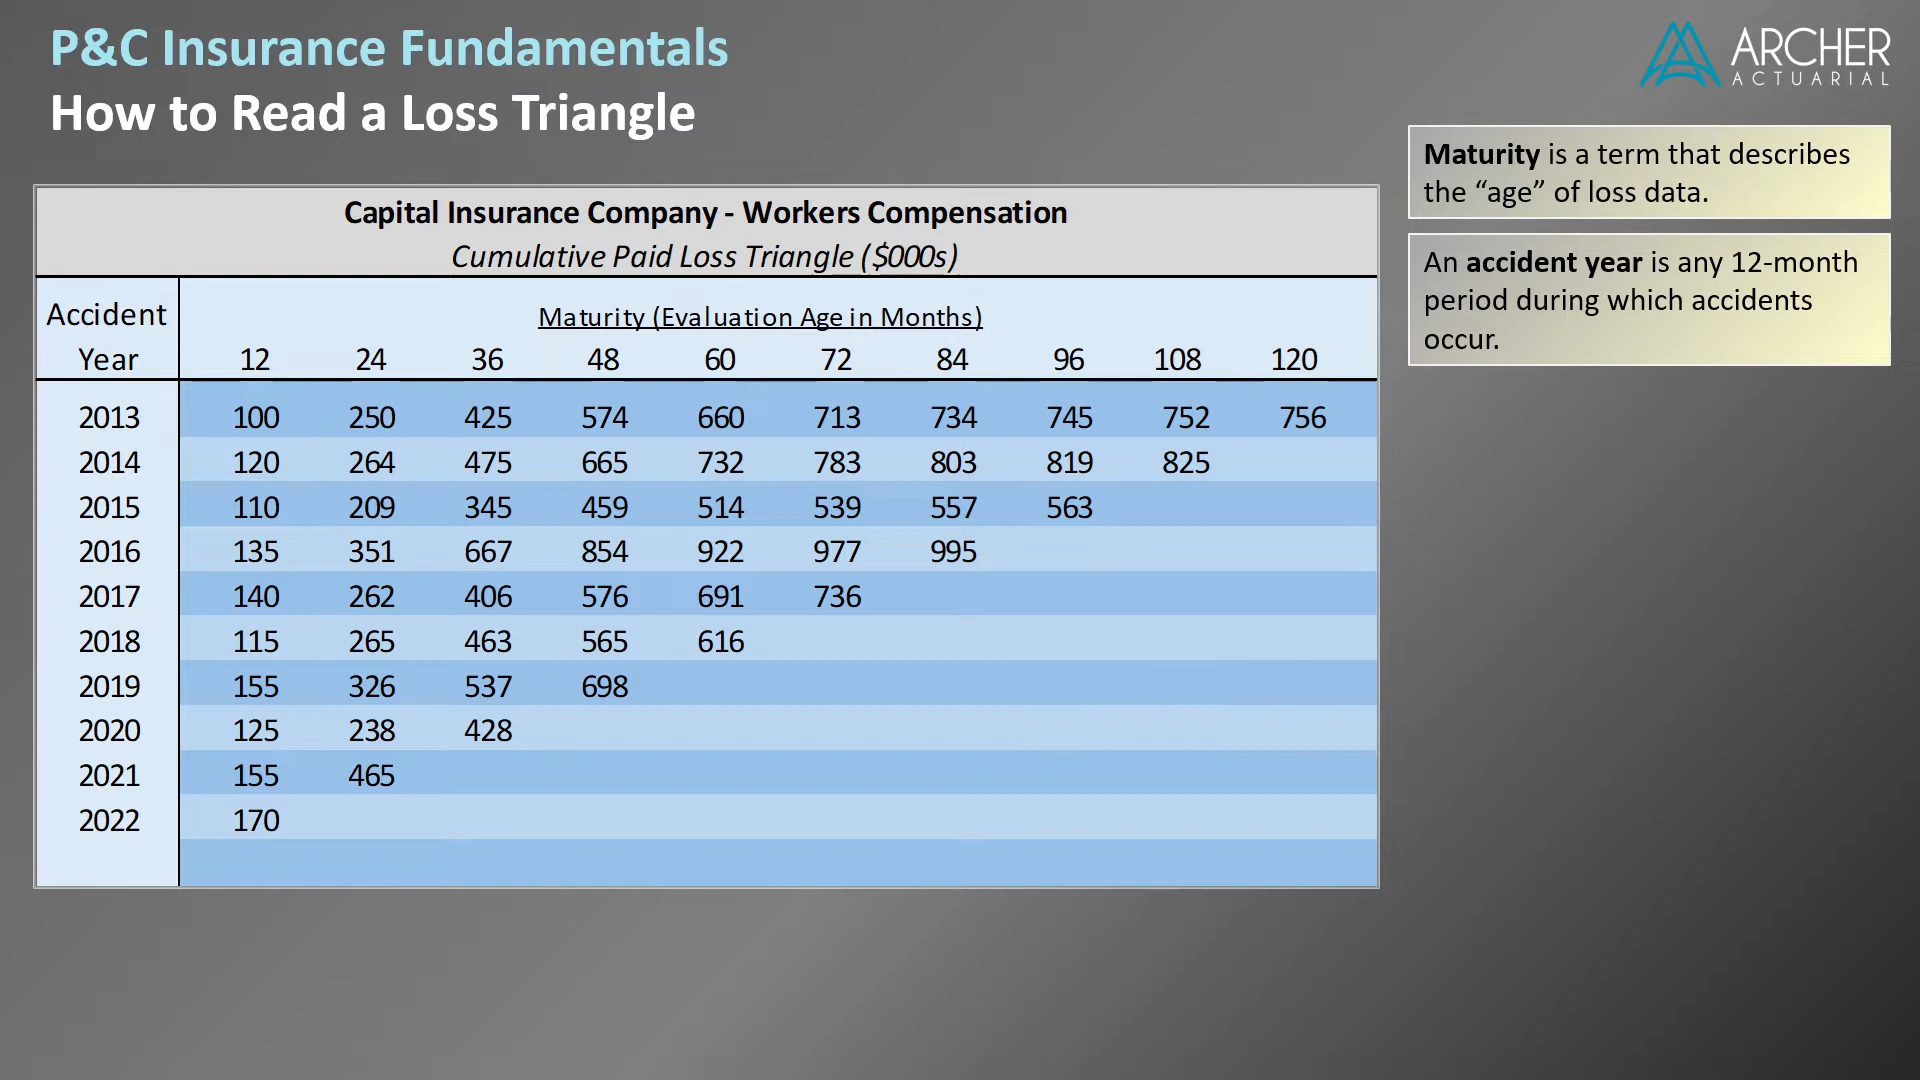 P&C Insurance Fundamentals
How to Read a Loss Triangle
ARCHER
ACTUARIAL
Maturity is a term that describes
the “age” of loss data.
An accident year is any 12-month
period during which accidents
occur.
Capital Insurance Company - Workers Compensation
Cumulative Paid Loss Triangle ($000s)
Accident
Year
Maturity (Evaluation Age in Months)
12 24 36 48 60 72 84 96 108 120
2013 100 250 425 574 660 713 734 745 752 756
2014 120 264 475 665 732 783 803 819 825
2015 110 209 345 459 514 539 557 563
2016 135 351 667 854 922 977 995
2017 140 262 406 576 691 736
2018 115 265 463 565 616
2019 155 326 537 698
2020 125 238 428
2021 155 465
2022 170